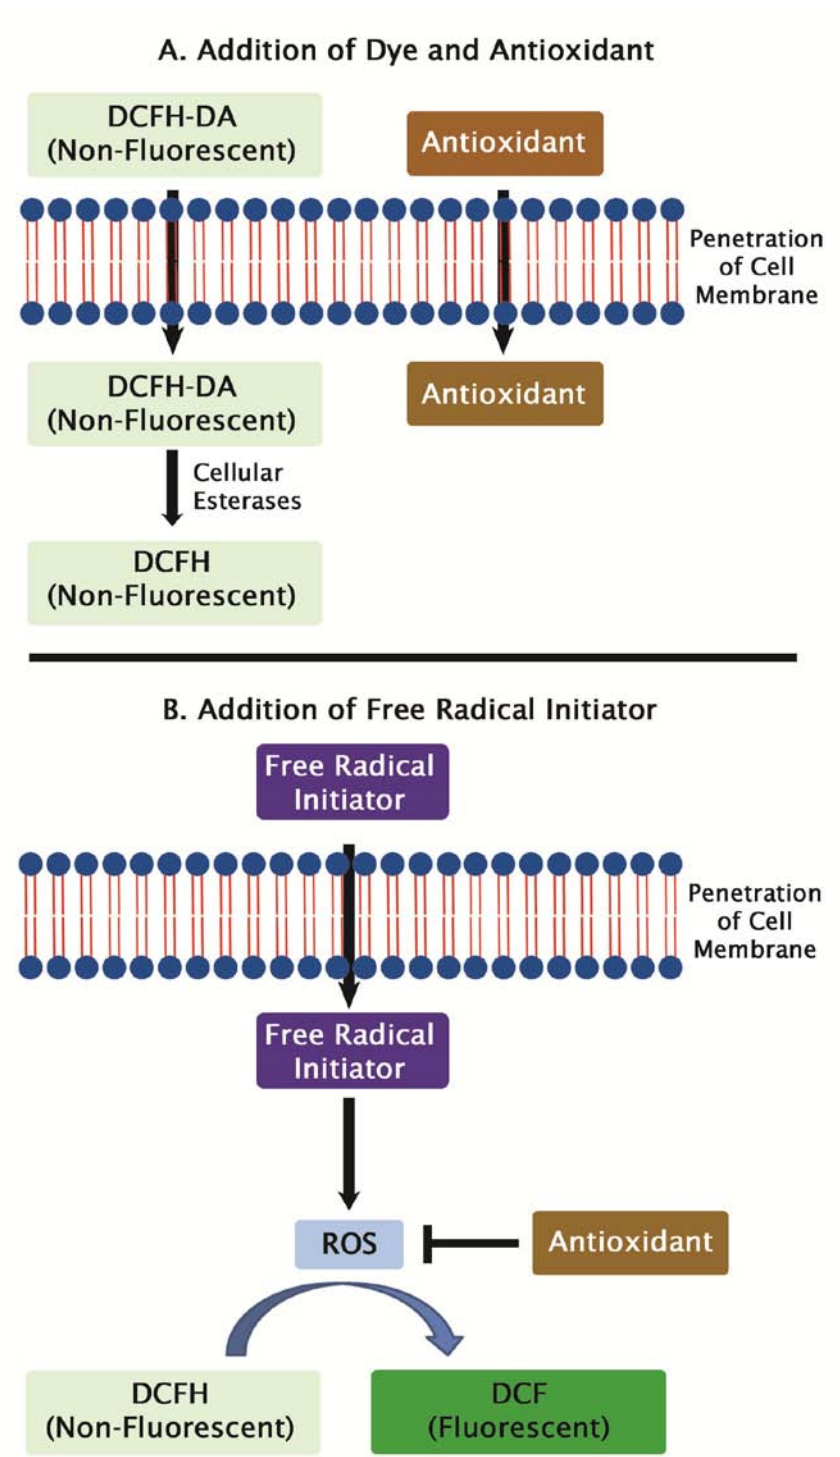 A. Addition of Dye and Antioxidant
DCFH-DA
(Non-Fluorescent)
Antioxidant
Penetration
of Cell
Membrane
DCFH-DA
(Non-Fluorescent)
Antioxidant
Cellular
Esterases
DCFH
(Non-Fluorescent)
B. Addition of Free Radical Initiator
Free Radical
Initiator
Penetration
of Cell
Membrane
Free Radical
Initiator
ROS
Antioxidant
DCFH
(Non-Fluorescent)
DCF
(Fluorescent)